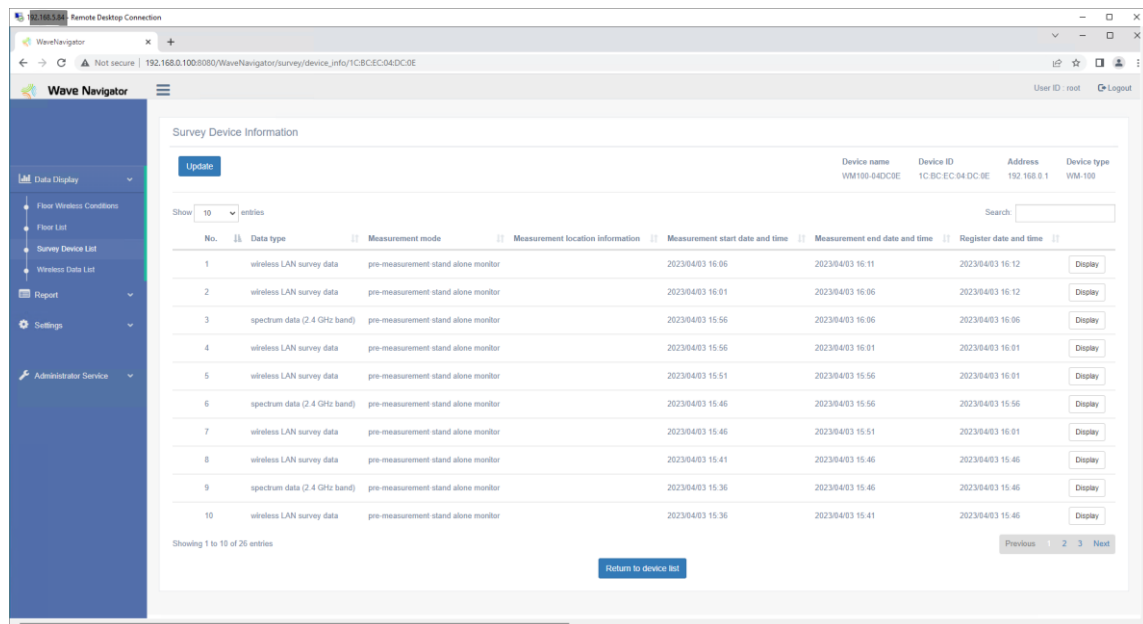 192.168.5.84 - Remote Desktop Connection
WaveNavigator
Not secure 192.168.0.100:8080/WaveNavigator/survey/device_info/1C:BC:EC:04:DC:0E
Wave Navigator User ID : root Logout
Survey Device Information
Update
Device name Device ID Address Device type
WM100-04DC0E 1C:BC:EC:04:DC:0E 192.168.0.1 WM-100
Data Display
Floor Wireless Conditions
Floor List
Survey Device List
Wireless Data List
Report
Settings
Administrator Service
Show 10 entries Search:
No. Data type Measurement mode Measurement location information Measurement start date and time Measurement end date and time Register date and time
1 wireless LAN survey data pre-measurement stand alone monitor 2023/04/03 16:06 2023/04/03 16:11 2023/04/03 16:12 Display
2 wireless LAN survey data pre-measurement stand alone monitor 2023/04/03 16:01 2023/04/03 16:06 2023/04/03 16:12 Display
3 spectrum data (2.4 GHz band) pre-measurement stand alone monitor 2023/04/03 15:56 2023/04/03 16:06 2023/04/03 16:06 Display
4 wireless LAN survey data pre-measurement stand alone monitor 2023/04/03 15:56 2023/04/03 16:01 2023/04/03 16:01 Display
5 wireless LAN survey data pre-measurement stand alone monitor 2023/04/03 15:51 2023/04/03 15:56 2023/04/03 16:01 Display
6 spectrum data (2.4 GHz band) pre-measurement stand alone monitor 2023/04/03 15:46 2023/04/03 15:56 2023/04/03 15:56 Display
7 wireless LAN survey data pre-measurement stand alone monitor 2023/04/03 15:46 2023/04/03 15:51 2023/04/03 16:01 Display
8 wireless LAN survey data pre-measurement stand alone monitor 2023/04/03 15:41 2023/04/03 15:46 2023/04/03 15:46 Display
9 spectrum data (2.4 GHz band) pre-measurement stand alone monitor 2023/04/03 15:36 2023/04/03 15:46 2023/04/03 15:46 Display
10 wireless LAN survey data pre-measurement stand alone monitor 2023/04/03 15:36 2023/04/03 15:41 2023/04/03 15:46 Display
Showing 1 to 10 of 26 entries Previous 1 2 3 Next
Return to device list